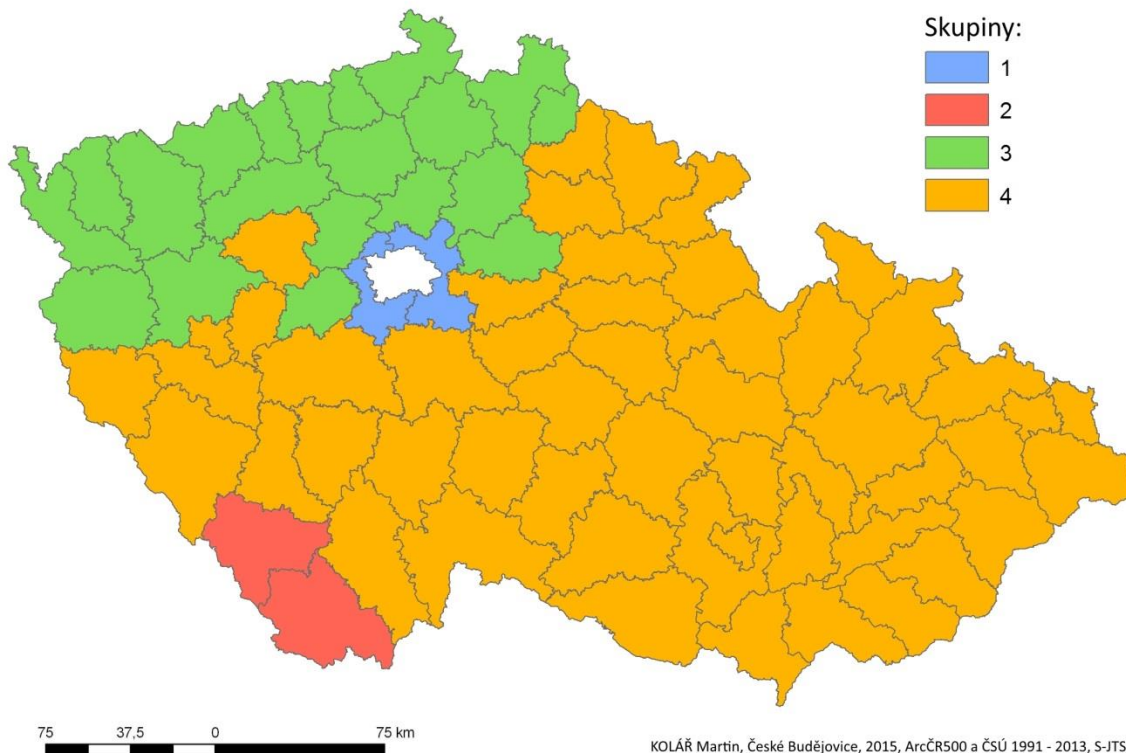 Skupiny:
1
2
3
4
75 37,5 0 75 km
KOLÁŘ Martin, České Budějovice, 2015, ArcČR500 a ČSÚ 1991 - 2013, S-JTS